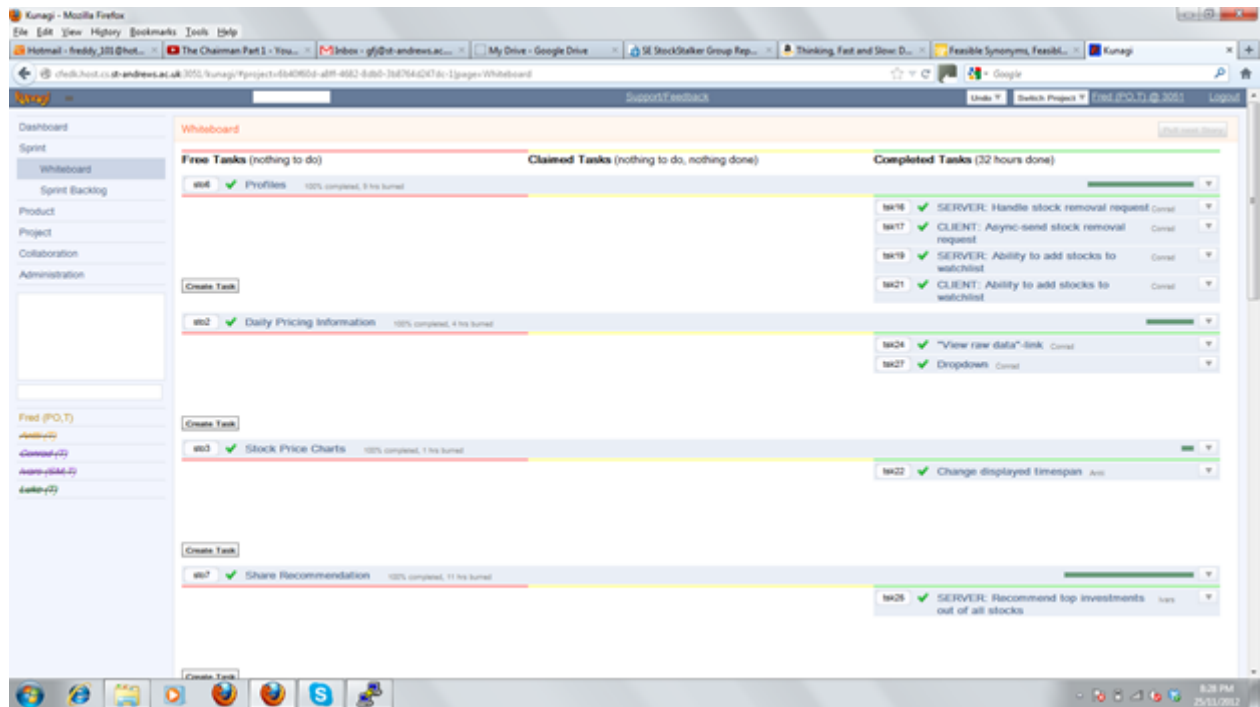 Kunagi - Mozilla Firefox
File Edit View History Bookmarks Tools Help
Hotmail - freddy_101@hot... The Chairman Part 1 - You... Inbox - gfj@st-andrews.ac... My Drive - Google Drive SE StockStalker Group Rep... Thinking, Fast and Slow: D... Feasible Synonyms, Feasibl... Kunagi
Google
Support/Feedback Undo Switch Project Fred (PO,T) @ 3051 Logout
Dashboard
Sprint
Whiteboard
Sprint Backlog
Product
Project
Collaboration
Administration
Fred (PO,T)
Antti (T)
Conrad (T)
Ivars (SM,T)
Luke (T)
Whiteboard
Free Tasks (nothing to do) Claimed Tasks (nothing to do, nothing done) Completed Tasks (32 hours done)
sto6 Profiles 100% completed, 9 hrs burned
tsk16 SERVER: Handle stock removal request Conrad
tsk17 CLIENT: Async-send stock removal Conrad
request
tsk19 SERVER: Ability to add stocks to Conrad
watchlist
tsk21 CLIENT: Ability to add stocks to Conrad
watchlist
Create Task
sto2 Daily Pricing Information 100% completed, 4 hrs burned
tsk24 "View raw data"-link Conrad
tsk27 Dropdown Conrad
Create Task
sto3 Stock Price Charts 100% completed, 1 hrs burned
tsk22 Change displayed timespan Antti
Create Task
sto7 Share Recommendation 100% completed, 11 hrs burned
SERVER: Recommend top investments Ivars
out of all stocks
Create Task
8:28 PM
25/11/2012